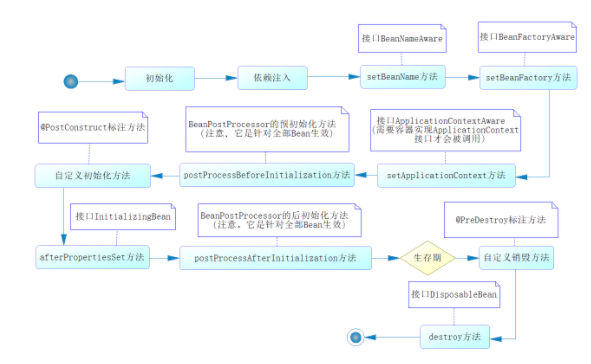 接口BeanNameAware
接口BeanFactoryAware
初始化
依赖注入
setBeanName方法
setBeanFactory方法
@PostConstruct标注方法
BeanPostProcessor的预初始化方法
(注意,它是针对全部Bean生效)
接口ApplicationContextAware
(需要容器实现ApplicationContext
接口才会被调用)
自定义初始化方法
postProcessBeforeInitialization方法
setApplicationContext方法
接口InitializingBean
BeanPostProcessor的后初始化方法
(注意,它是针对全部Bean生效)
@PreDestroy标注方法
afterPropertiesSet方法
postProcessAfterInitialization方法
生存期
自定义销毁方法
接口DisposableBean
destroy方法